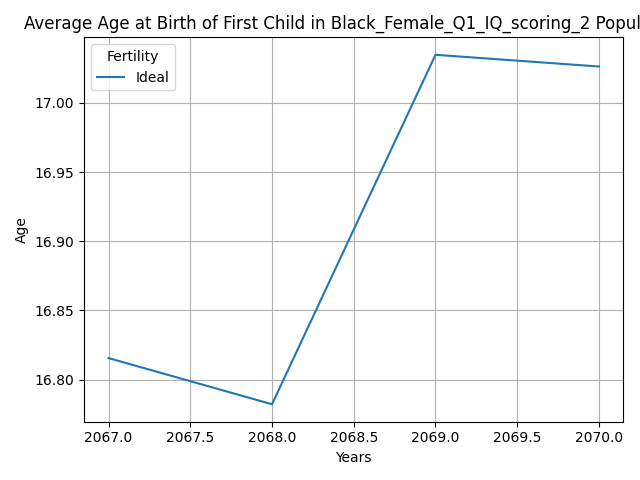 Average Age at Birth of First Child in Black_Female_Q1_IQ_scoring_2 Popul
Fertility
Ideal
17.00
16.95
16.90
16.85
16.80
Age
2067.0 2067.5 2068.0 2068.5 2069.0 2069.5 2070.0
Years